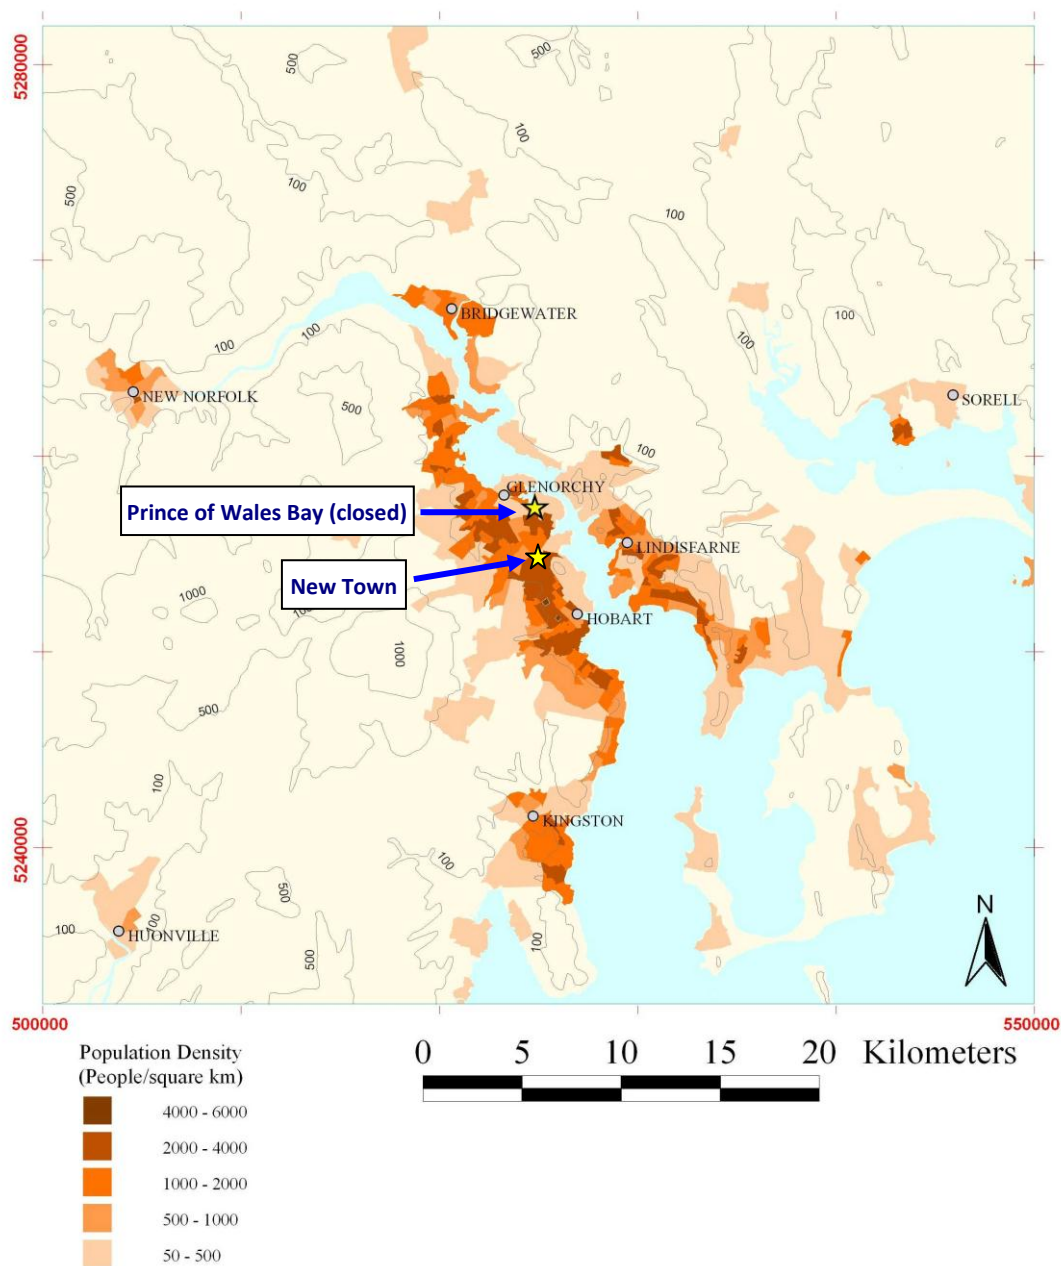 5280000
500
500
100
500
100
100
100
BRIDGEWATER
100
100
100
100
NEW NORFOLK
500
SORELL
100
GLENORCHY
Prince of Wales Bay (closed)
LINDISFARNE
New Town
1000
HOBART
1000
500
100
KINGSTON
5240000
100
500
100
100
HUONVILLE
100
500
N
500000
550000
Population Density
(People/square km)
4000 - 6000
2000 - 4000
1000 - 2000
500 - 1000
50 - 500
0 5 10 15 20 Kilometers